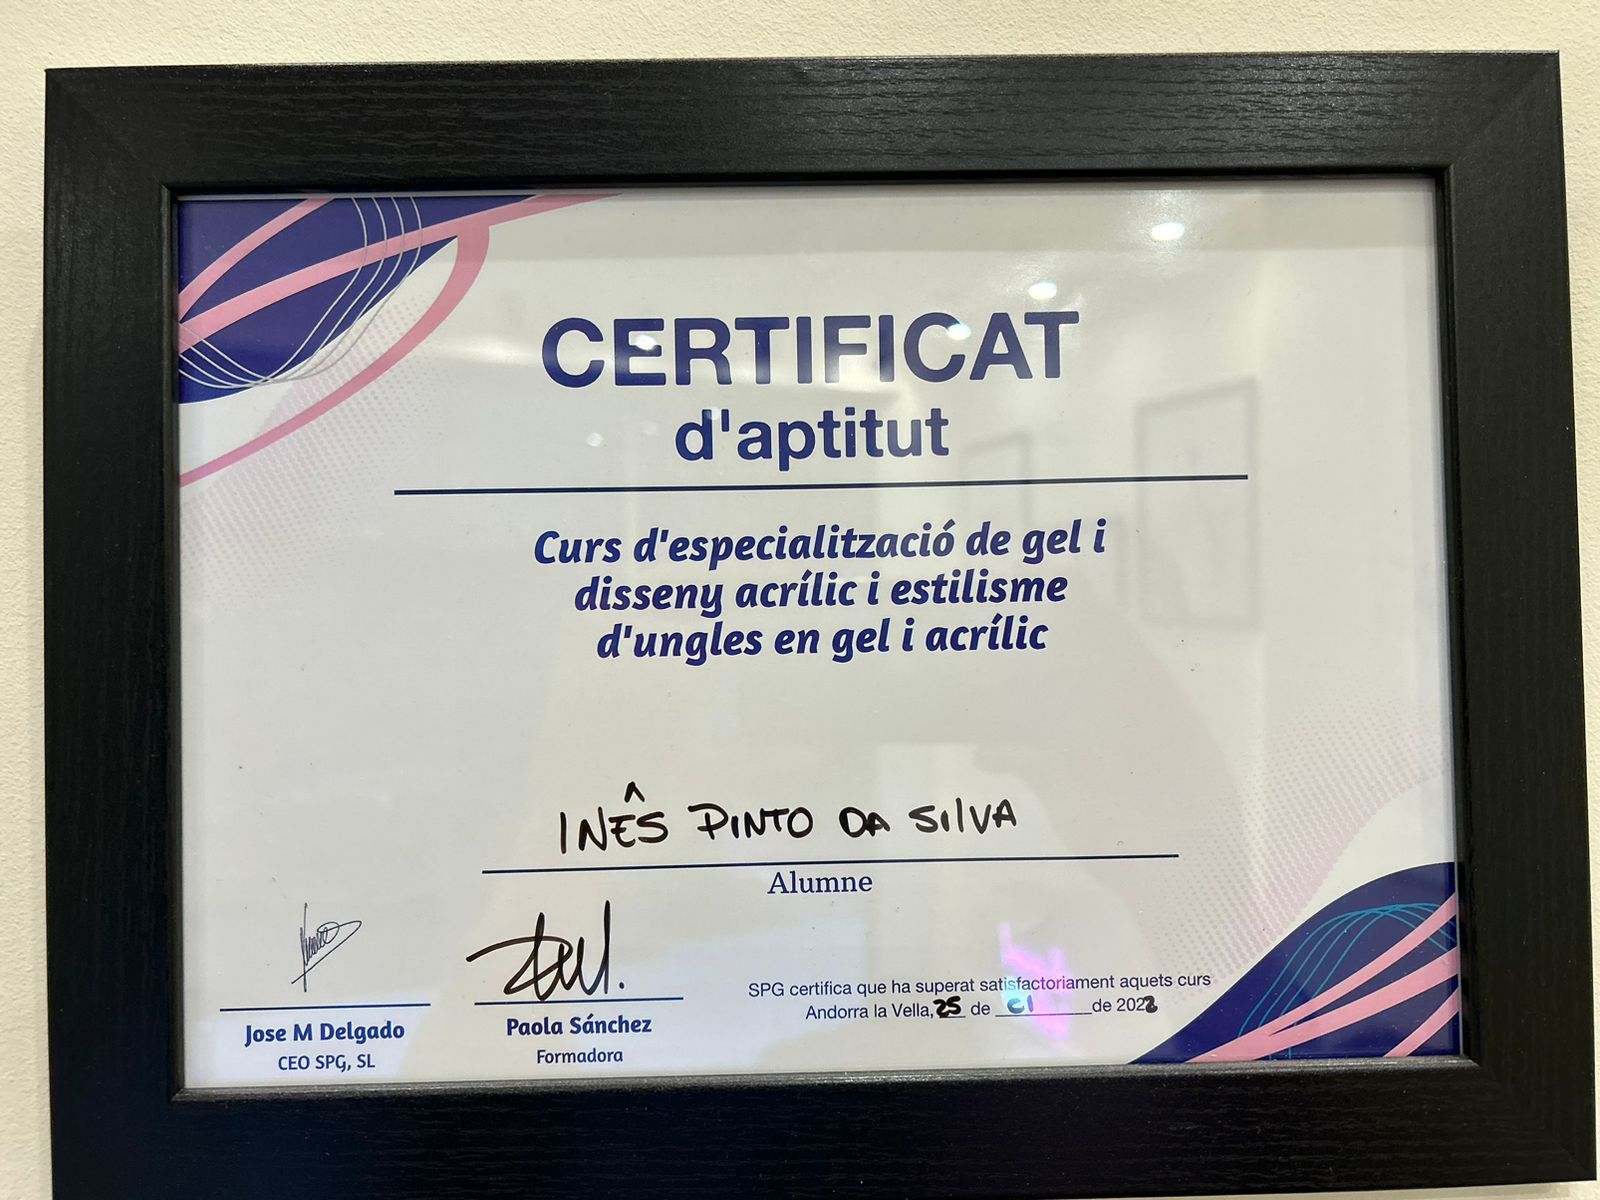 CERTIFICAT
d'aptitut
Curs d'especialització de gel i
disseny acrílic i estilisme
d'ungles en gel i acrílic
INÊS PINTO DA SILVA
Alumne
Jose M Delgado
CEO SPG, SL
Paola Sánchez
Formadora
SPG certifica que ha superat satisfactoriament aquets curs
Andorra la Vella, 25 de de 202